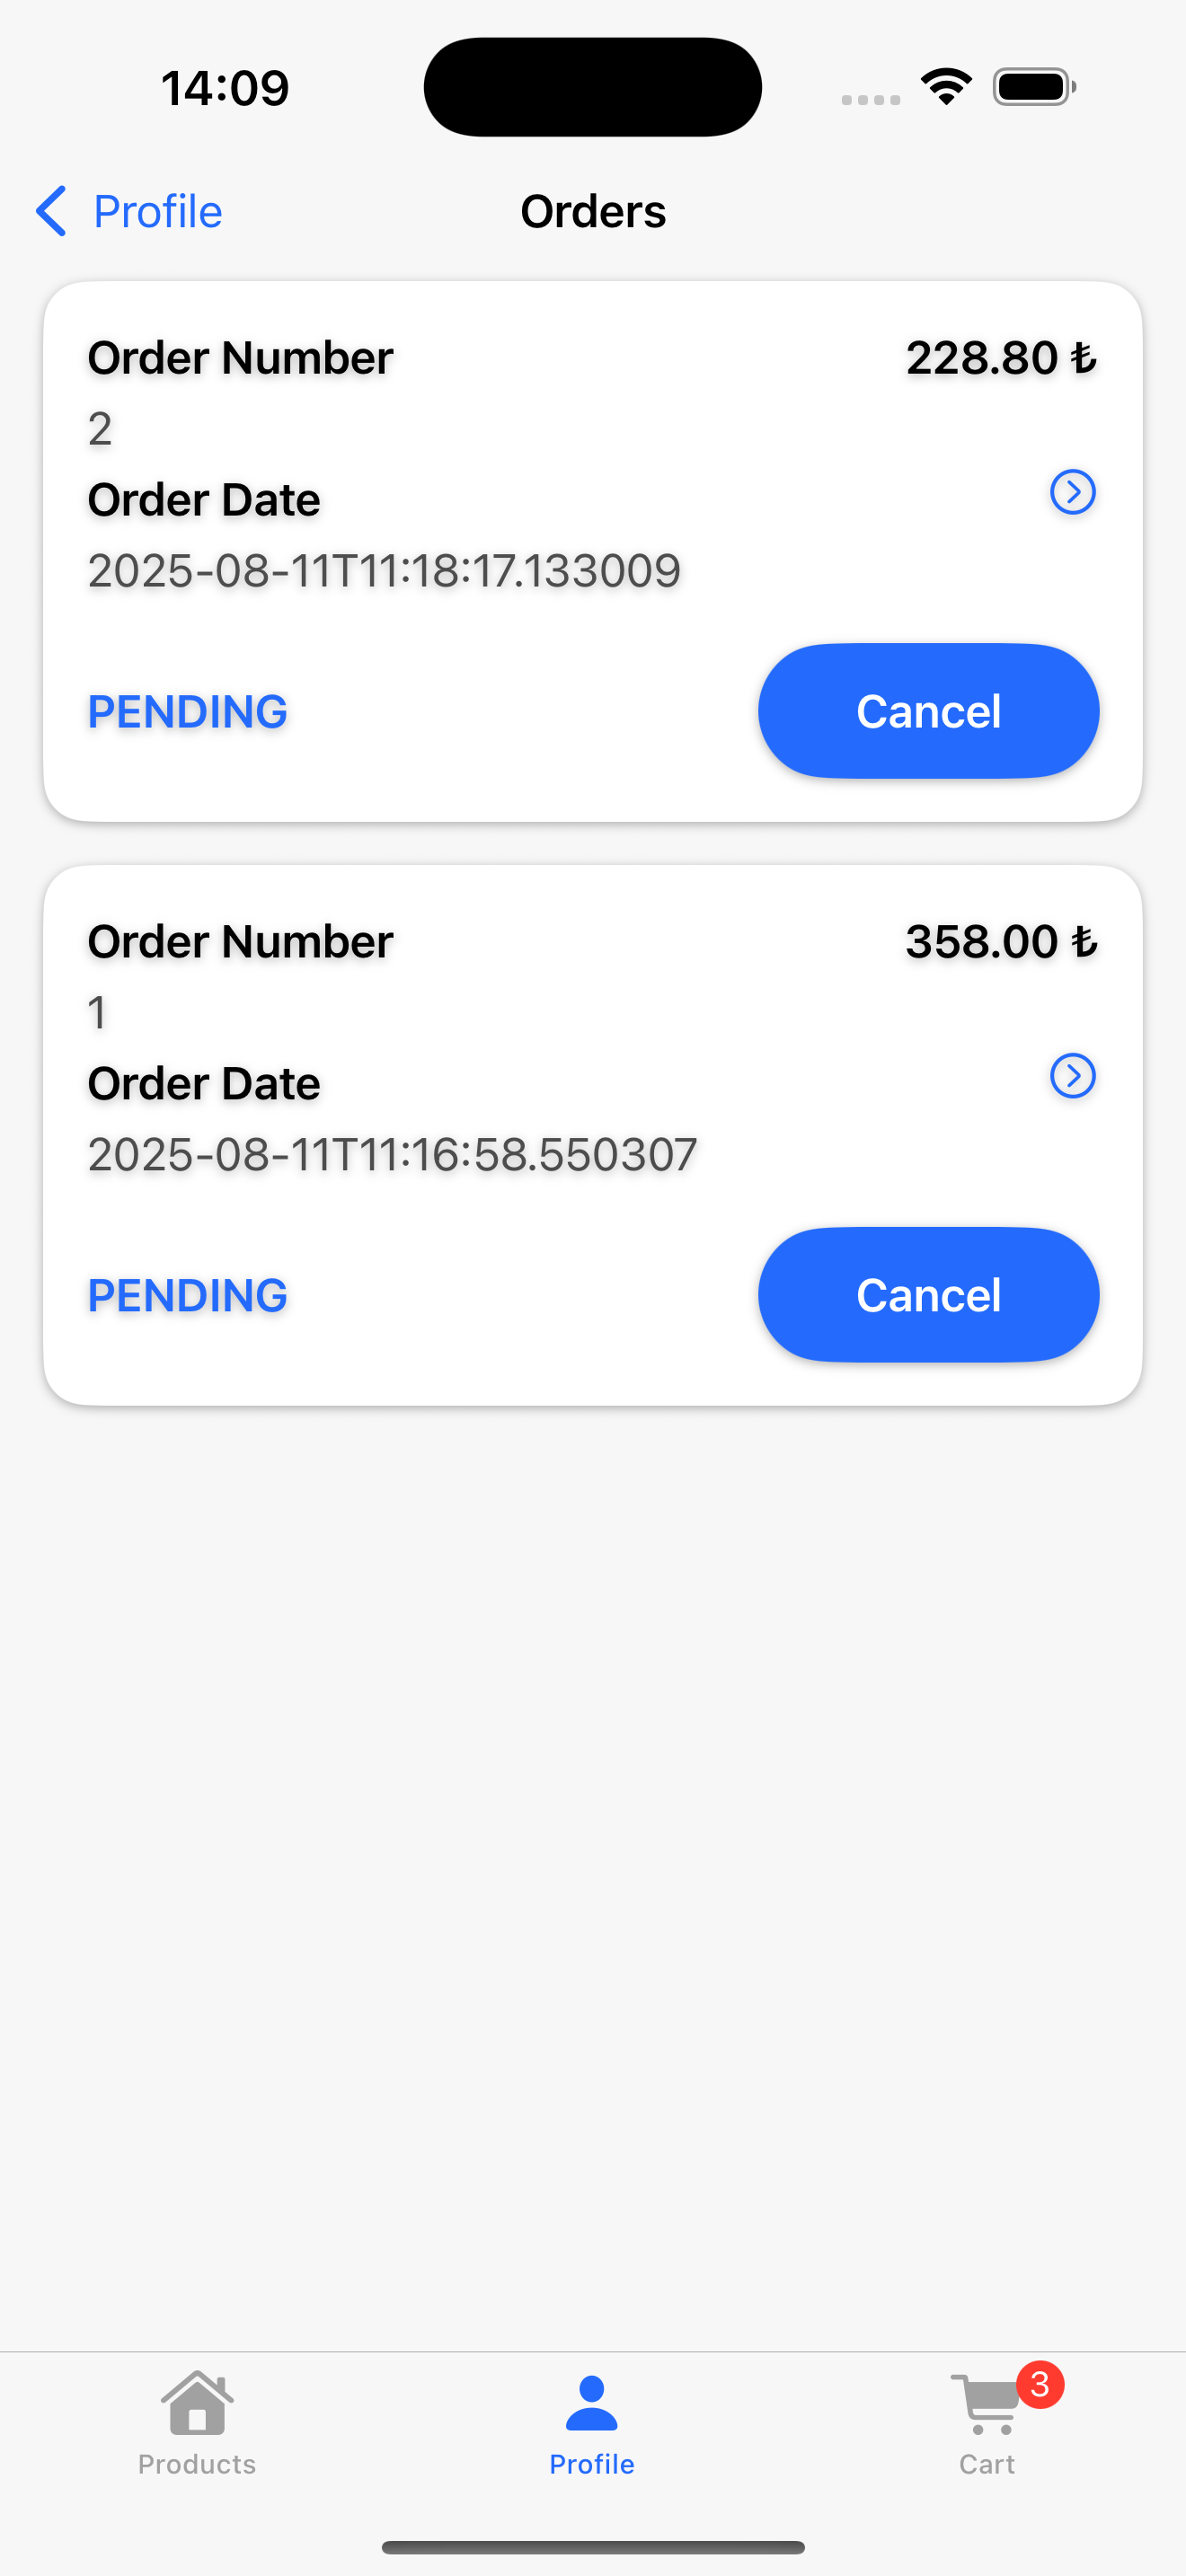 14:09
Profile
Orders
Order Number
228.80 ₺
2
Order Date
2025-08-11T11:18:17.133009
PENDING
Cancel
Order Number
358.00 ₺
1
Order Date
2025-08-11T11:16:58.550307
PENDING
Cancel
3
Products
Profile
Cart